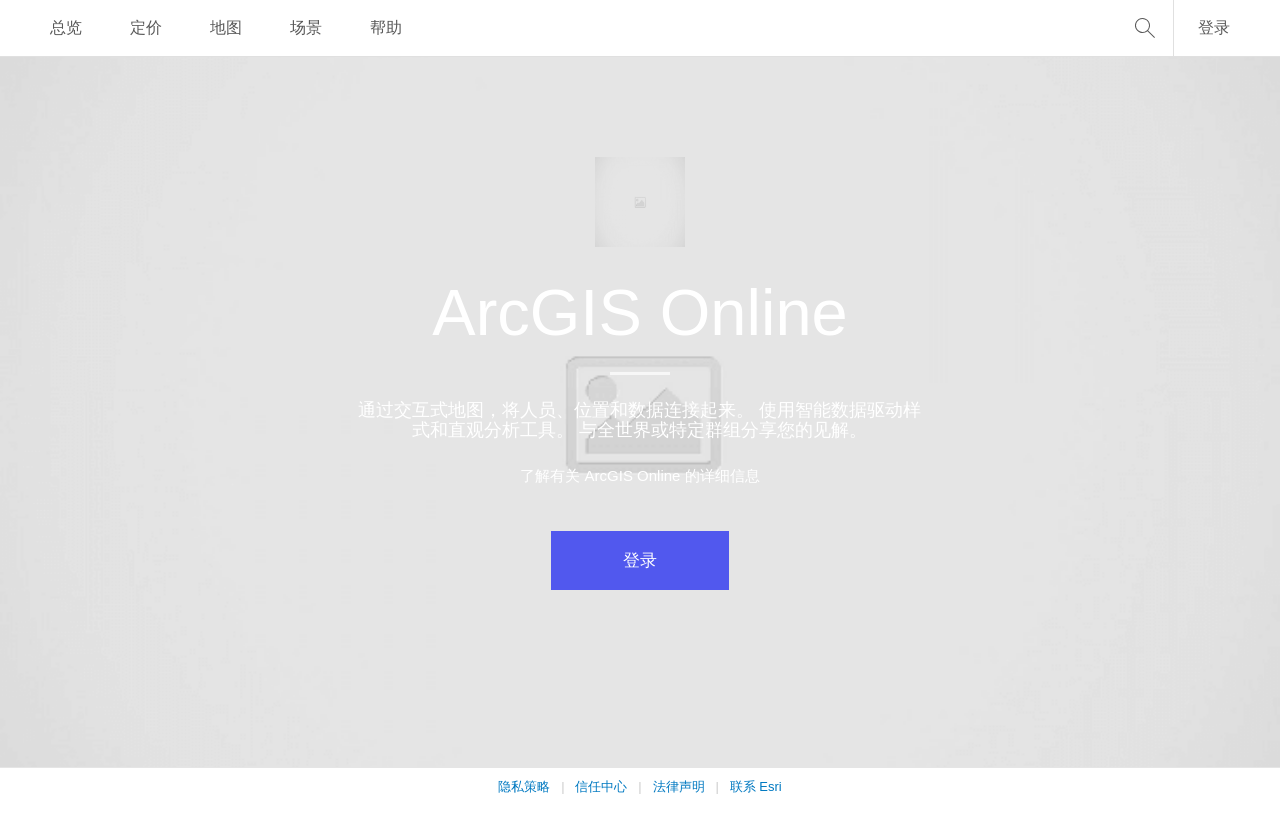 总览 定价 地图 场景 帮助 登录
ArcGIS Online
通过交互式地图，将人员、位置和数据连接起来。 使用智能数据驱动样
式和直观分析工具。 与全世界或特定群组分享您的见解。
了解有关 ArcGIS Online 的详细信息
登录
隐私策略 | 信任中心 | 法律声明 | 联系 Esri